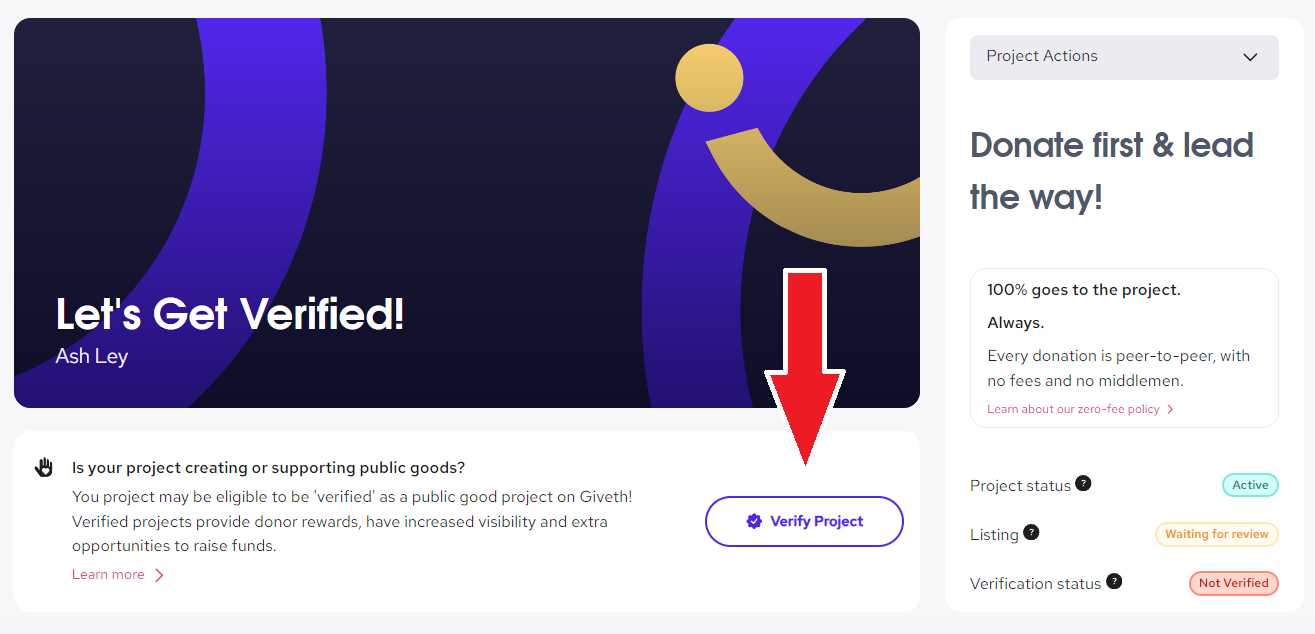 Let's Get Verified!
Ash Ley
Is your project creating or supporting public goods?
You project may be eligible to be 'verified' as a public good project on Giveth!
Verified projects provide donor rewards, have increased visibility and extra
opportunities to raise funds.
Learn more
Verify Project
Project Actions
Donate first & lead
the way!
100% goes to the project.
Always.
Every donation is peer-to-peer, with
no fees and no middlemen.
Learn about our zero-fee policy
Project status ? Active
Listing ? Waiting for review
Verification status ? Not Verified